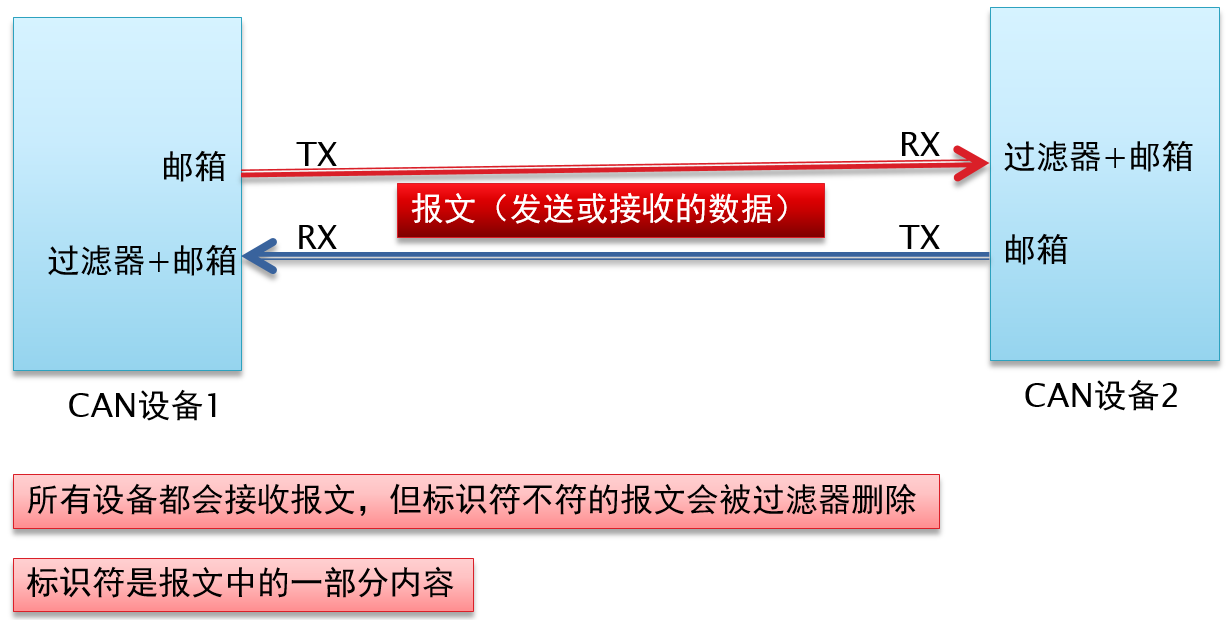 邮箱
TX
RX
过滤器+邮箱
报文（发送或接收的数据）
过滤器+邮箱
RX
TX
邮箱
CAN设备1
CAN设备2
所有设备都会接收报文，但标识符不符的报文会被过滤器删除
标识符是报文中的一部分内容